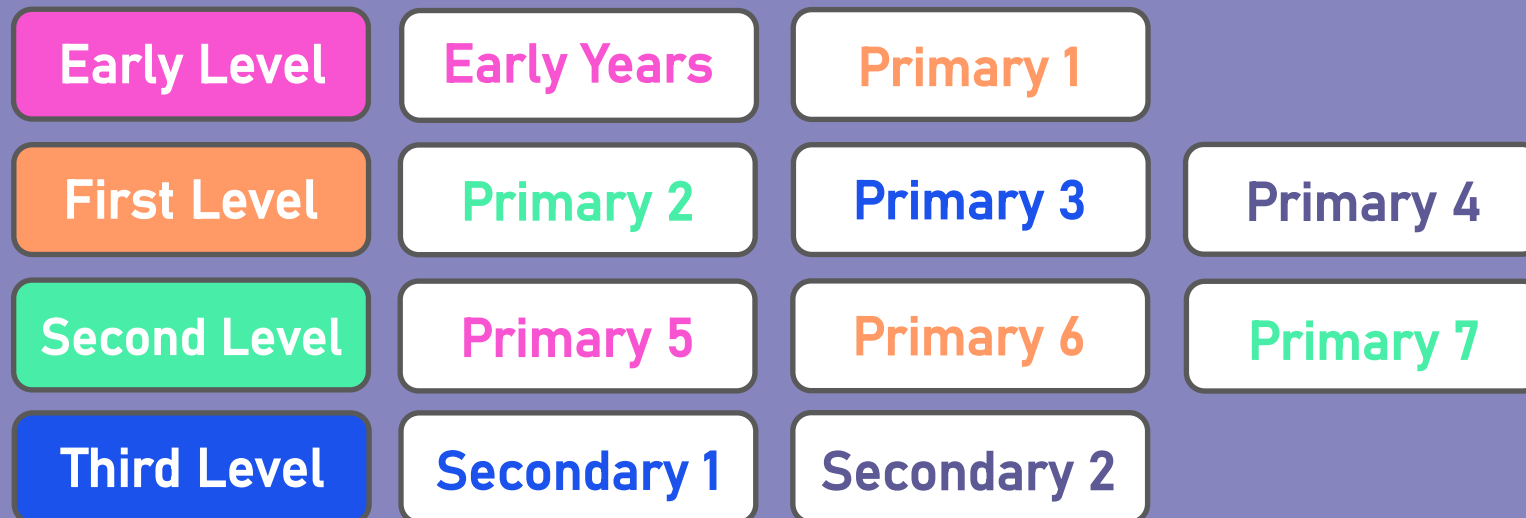 Early Level Early Years Primary 1
First Level Primary 2 Primary 3 Primary 4
Second Level Primary 5 Primary 6 Primary 7
Third Level Secondary 1 Secondary 2